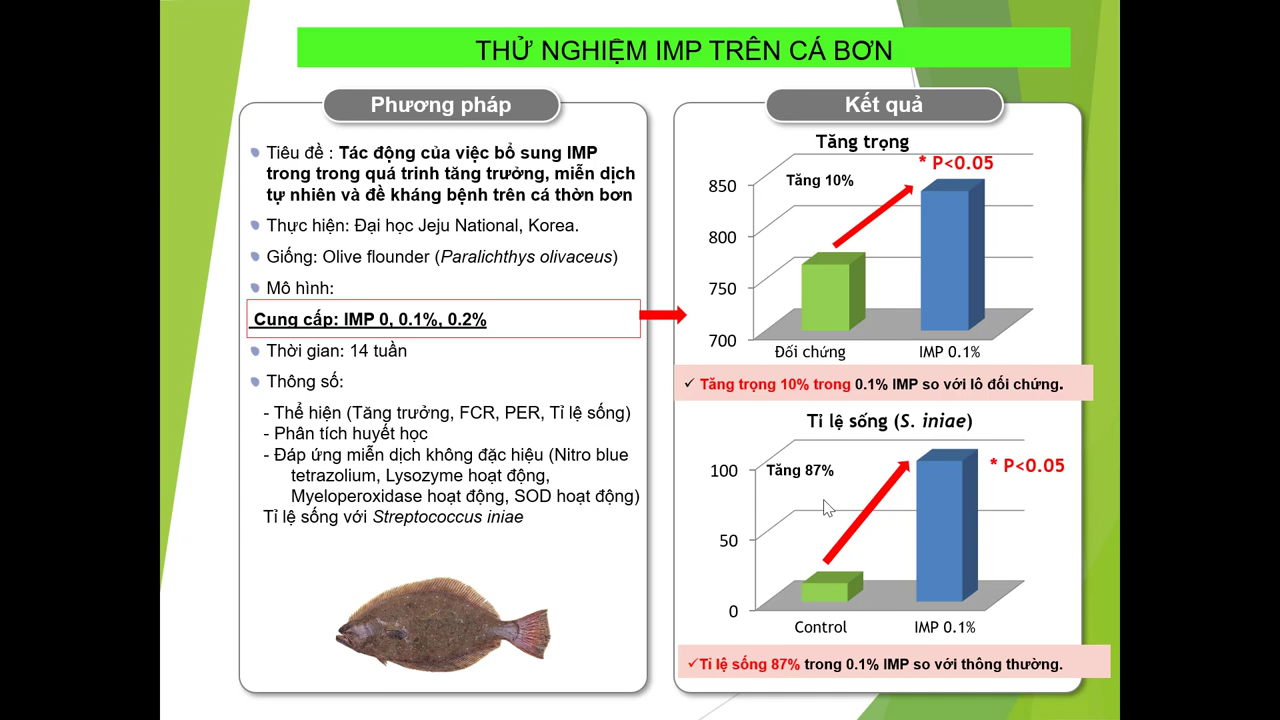 THỬ NGHIỆM IMP TRÊN CÁ BƠN
Phương pháp
Tiêu đề : Tác động của việc bổ sung IMP
trong trong quá trinh tăng trưởng, miễn dịch
tự nhiên và đề kháng bệnh trên cá thờn bơn
Thực hiện: Đại học Jeju National, Korea.
Giống: Olive flounder (Paralichthys olivaceus)
Mô hình:
Cung cấp: IMP 0, 0.1%, 0.2%
Thời gian: 14 tuần
Thông số:
- Thể hiện (Tăng trưởng, FCR, PER, Tỉ lệ sống)
- Phân tích huyết học
- Đáp ứng miễn dịch không đặc hiệu (Nitro blue
tetrazolium, Lysozyme hoạt động,
Myeloperoxidase hoạt động, SOD hoạt động)
Tỉ lệ sống với Streptococcus iniae
Kết quả
Tăng trọng
* P<0.05
Tăng 10%
850
800
750
700
Đối chứng IMP 0.1%
✓ Tăng trọng 10% trong 0.1% IMP so với lô đối chứng.
Tỉ lệ sống (S. iniae)
Tăng 87%
* P<0.05
100
50
0
Control IMP 0.1%
✓Tỉ lệ sống 87% trong 0.1% IMP so với thông thường.